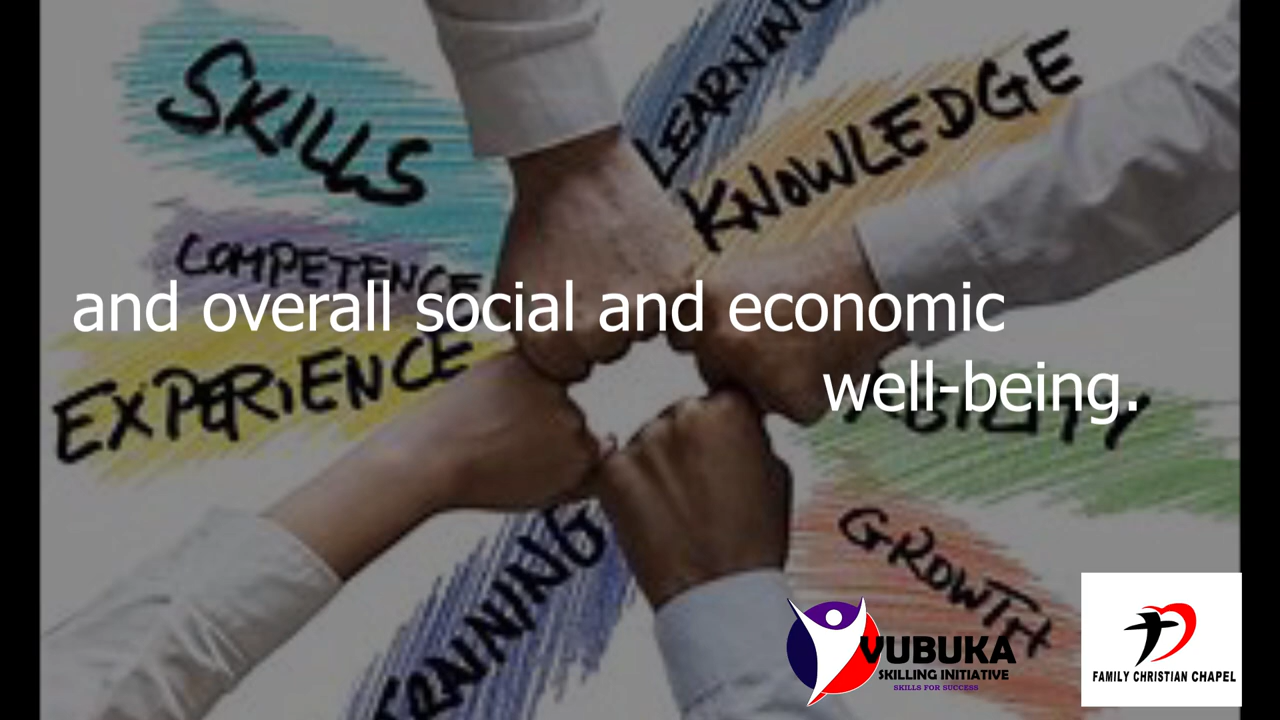 SKILLS
LEARNING
KNOWLEDGE
COMPETENCE
and overall social and economic
EXPERIENCE
well-being.
ABILITY
GROWTH
TRAINING
VUBUKA
SKILLING INITIATIVE
SKILLS FOR SUCCESS
FAMILY CHRISTIAN CHAPEL